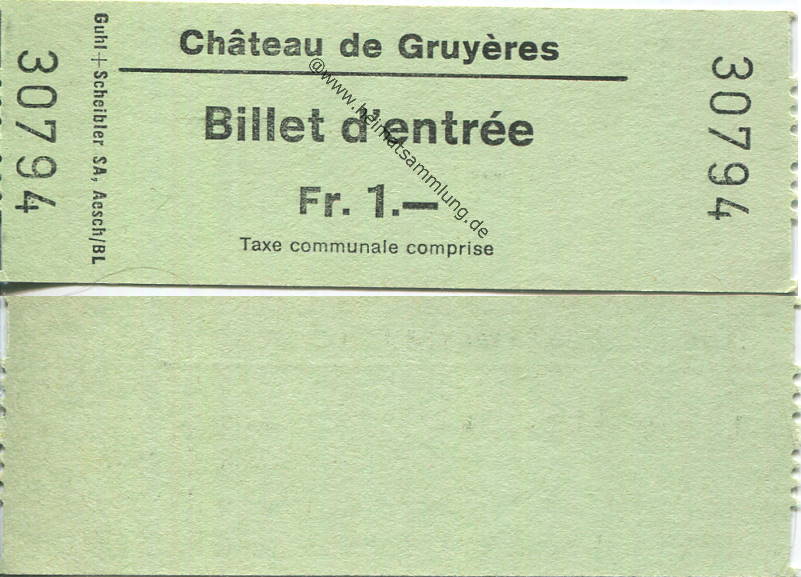 30794
Guhl + Scheibler SA, Aesch/BL
Château de Gruyères
Billet d'entrée
Fr. 1.—
Taxe communale comprise
30794
@www.heimatsammlung.de